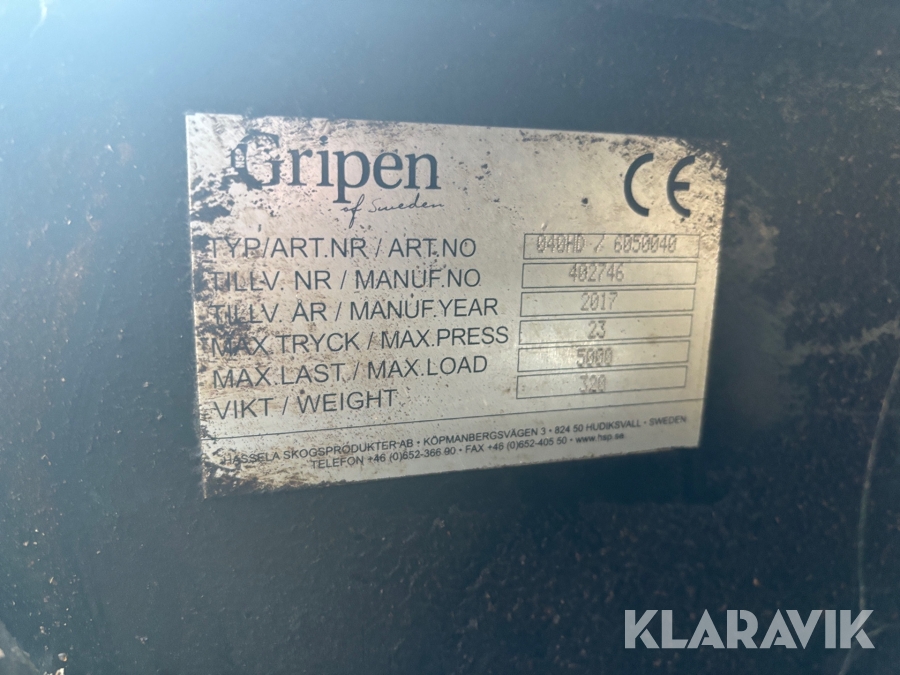 Gripen
of Sweden
CE
TYP/ART.NR / ART.NO 040HD / 6050040
TILLV. NR / MANUF.NO 402746
TILLV. ÅR / MANUF.YEAR 2017
MAX.TRYCK / MAX.PRESS 23
MAX.LAST / MAX.LOAD 5000
VIKT / WEIGHT 320
HASSELA SKOGSPRODUKTER AB • KÖPMANBERGSVÄGEN 3 • 824 50 HUDIKSVALL • SWEDEN.
TELEFON +46 (0)652-366 90 • FAX +46 (0)652-405 50 • www.hsp.se
KLARAVIK